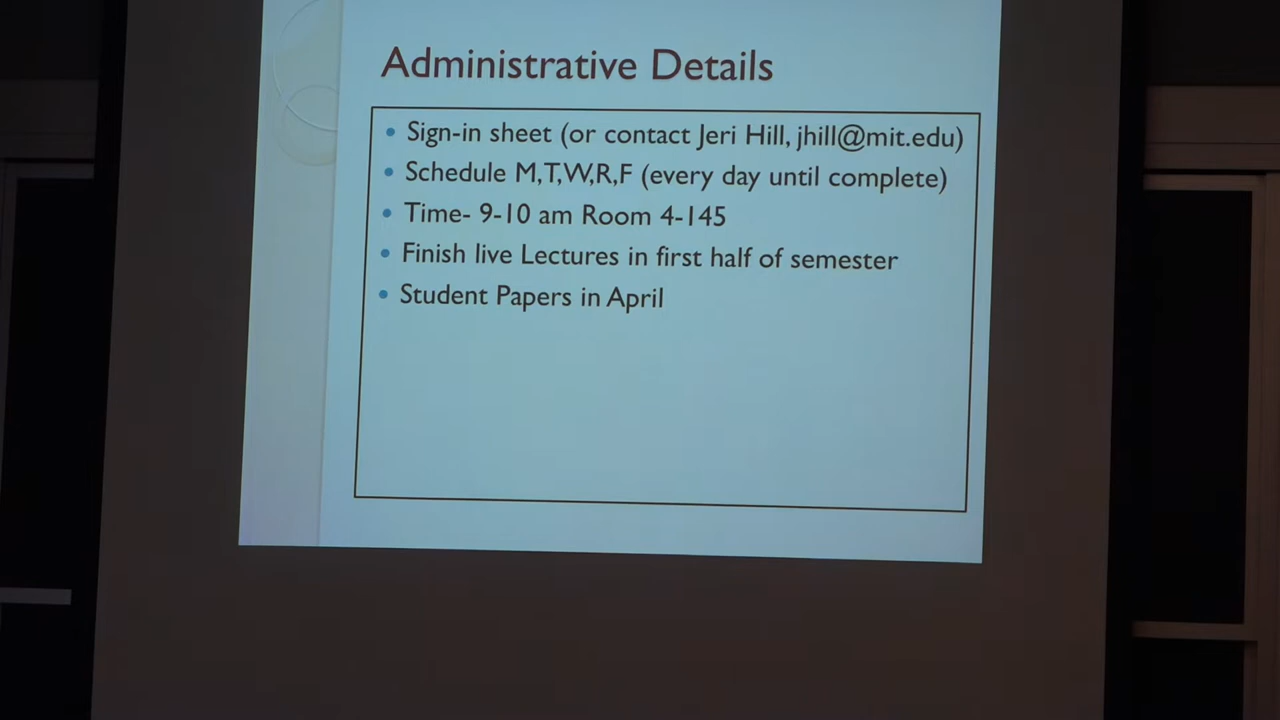 Administrative Details
• Sign-in sheet (or contact Jeri Hill, jhill@mit.edu)
• Schedule M,T,W,R,F (every day until complete)
• Time- 9-10 am Room 4-145
• Finish live Lectures in first half of semester
• Student Papers in April